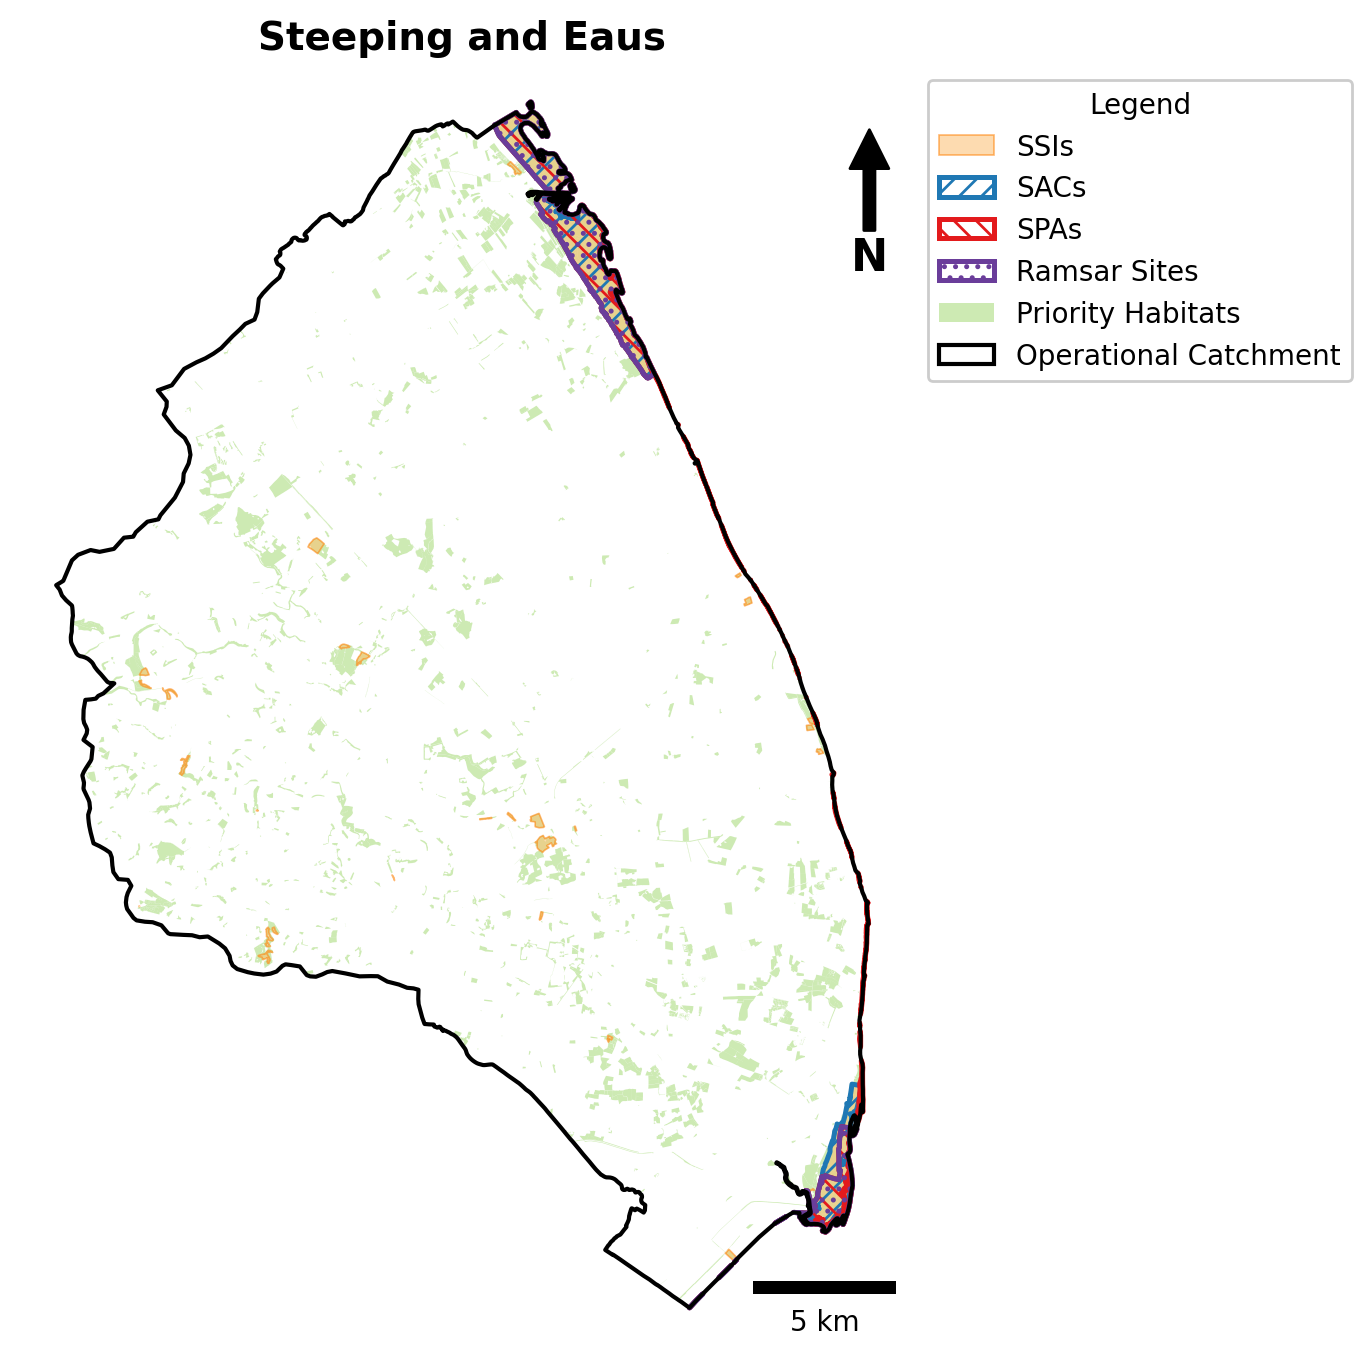 Steeping and Eaus
Legend
SSIs
SACs
SPAs
Ramsar Sites
Priority Habitats
Operational Catchment
N
5 km